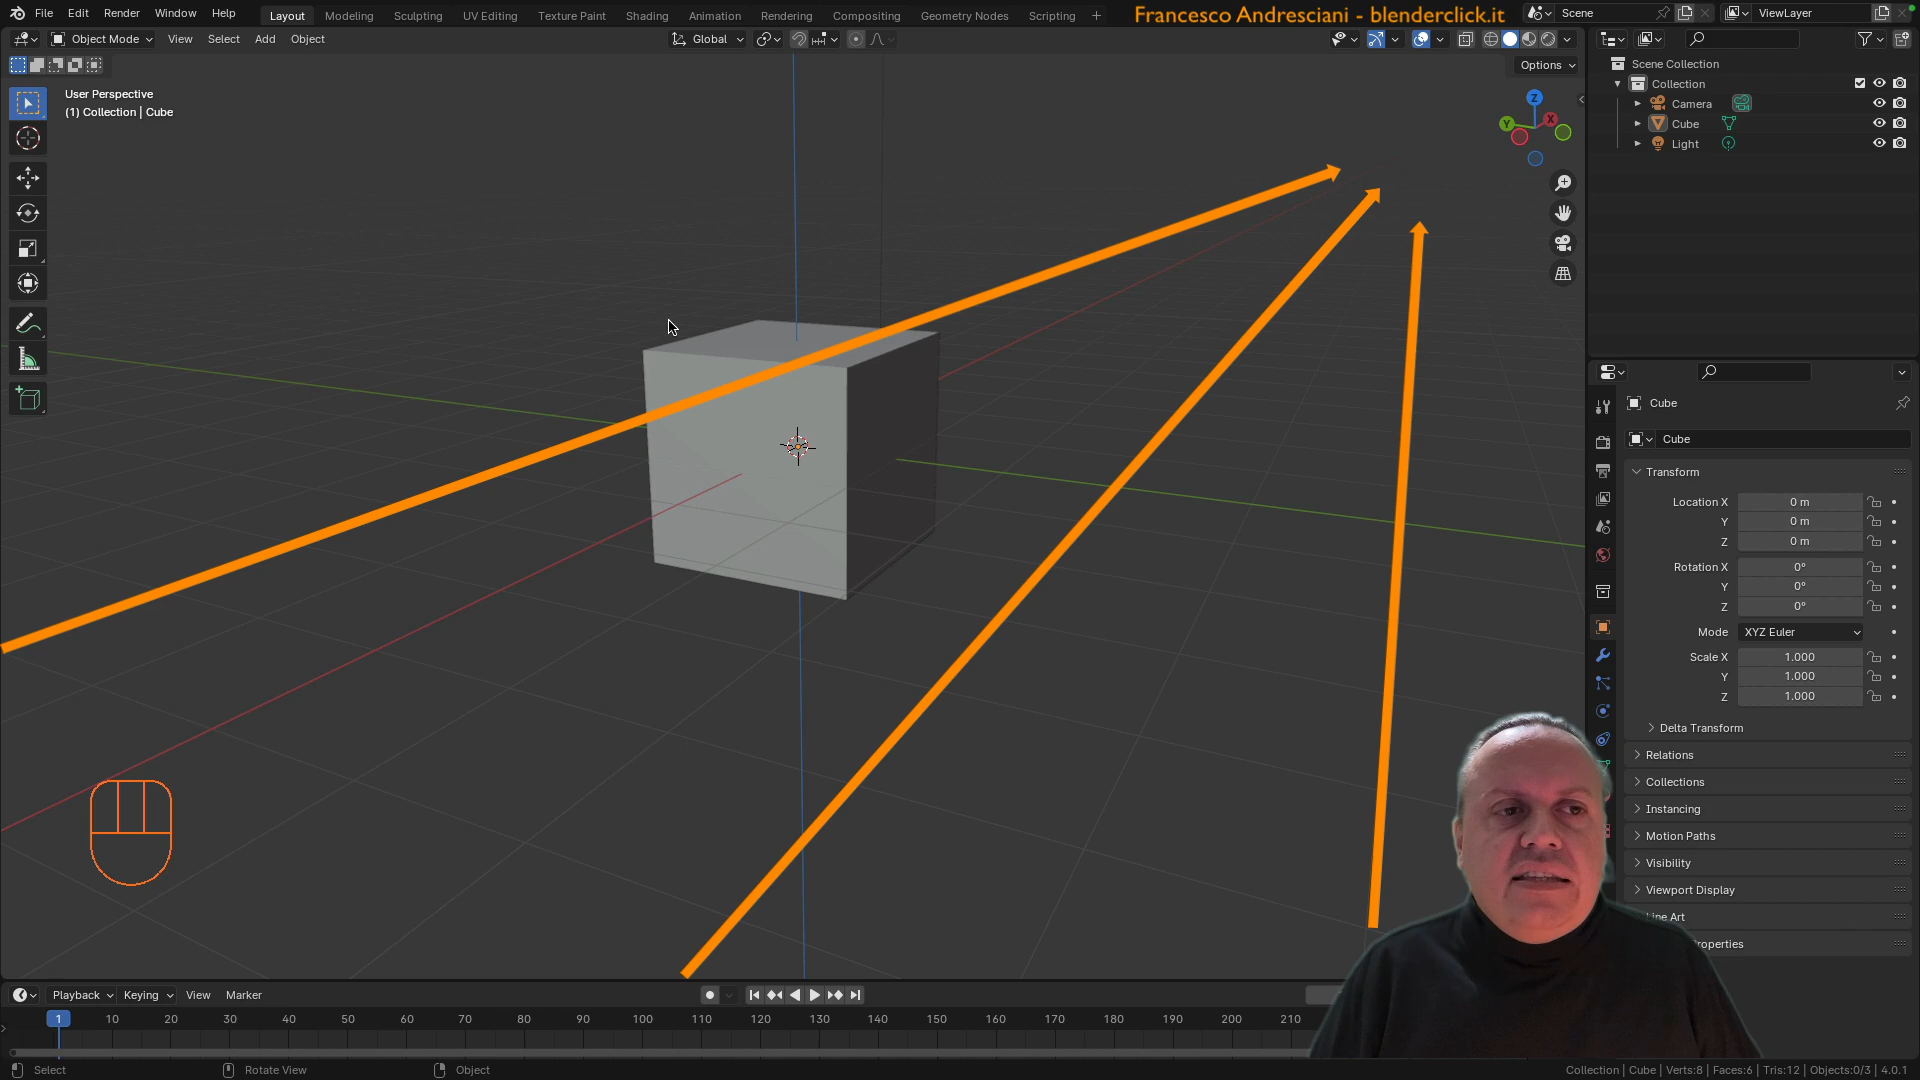 File Edit Render Window Help Layout Modeling Sculpting UV Editing Texture Paint Shading Animation Rendering Compositing Geometry Nodes Scripting + Francesco Andresciani - blenderclick.it Scene ViewLayer
Object Mode View Select Add Object Global
Options
User Perspective
(1) Collection | Cube
Z
Y
X
Scene Collection
Collection
Camera
Cube
Light
Cube
Cube
Transform
Location X 0 m
Y 0 m
Z 0 m
Rotation X 0°
Y 0°
Z 0°
Mode XYZ Euler
Scale X 1.000
Y 1.000
Z 1.000
Delta Transform
Relations
Collections
Instancing
Motion Paths
Visibility
Viewport Display
Art
Playback Keying View Marker
1 10 20 30 40 50 60 70 80 90 100 110 120 130 140 150 160 170 180 190 200 210
Select Rotate View Object Collection | Cube | Verts:8 | Faces:6 | Tris:12 | Objects:0/3 | 4.0.1